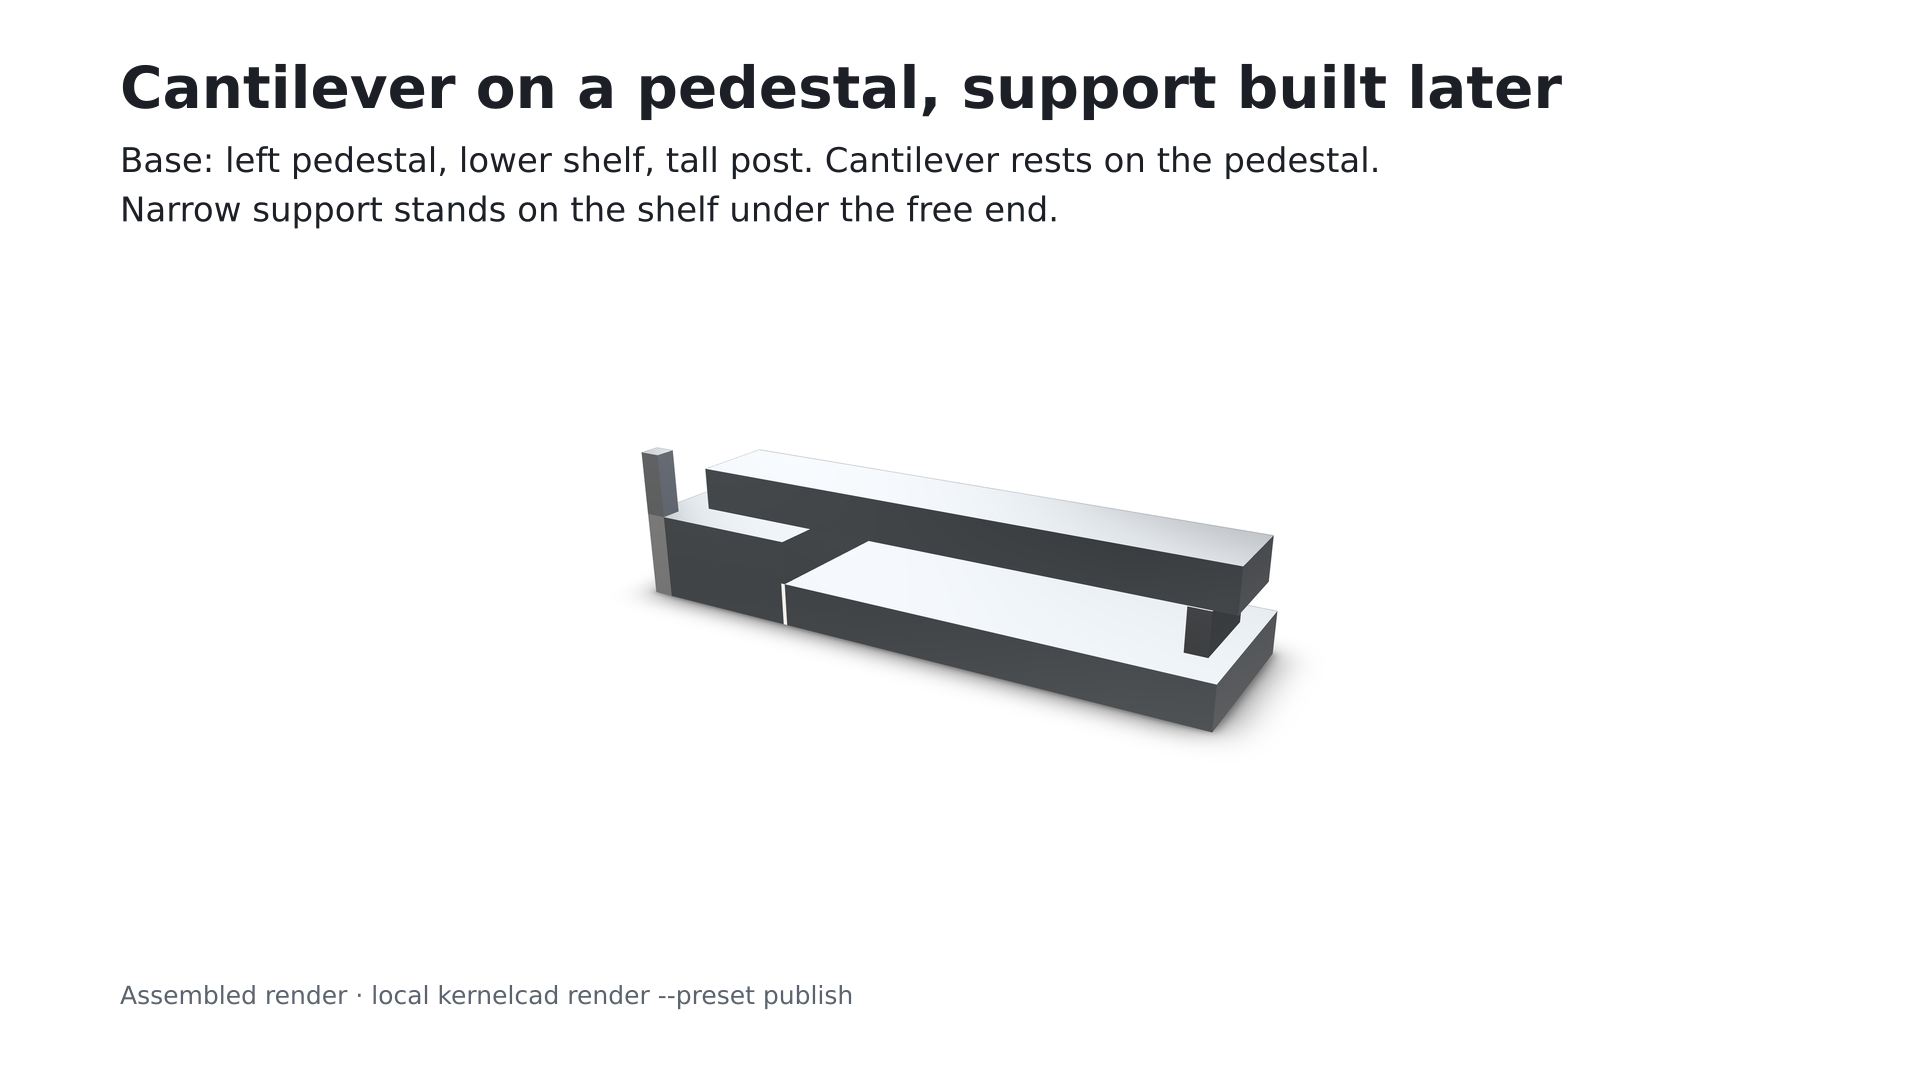 Cantilever on a pedestal, support built later
Base: left pedestal, lower shelf, tall post. Cantilever rests on the pedestal.
Narrow support stands on the shelf under the free end.
Assembled render · local kernelcad render --preset publish